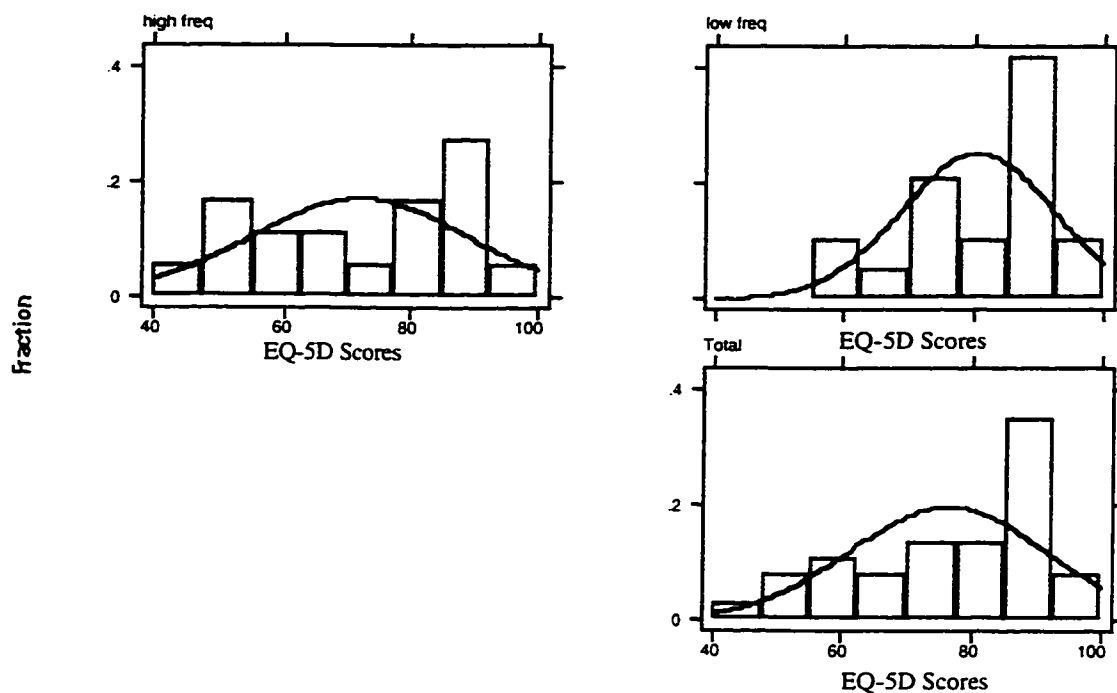 high freq
low freq
.4
.2
0
40 60 80 100
EQ-5D Scores
EQ-5D Scores
Fraction
Total
.4
.2
0
40 60 80 100
EQ-5D Scores